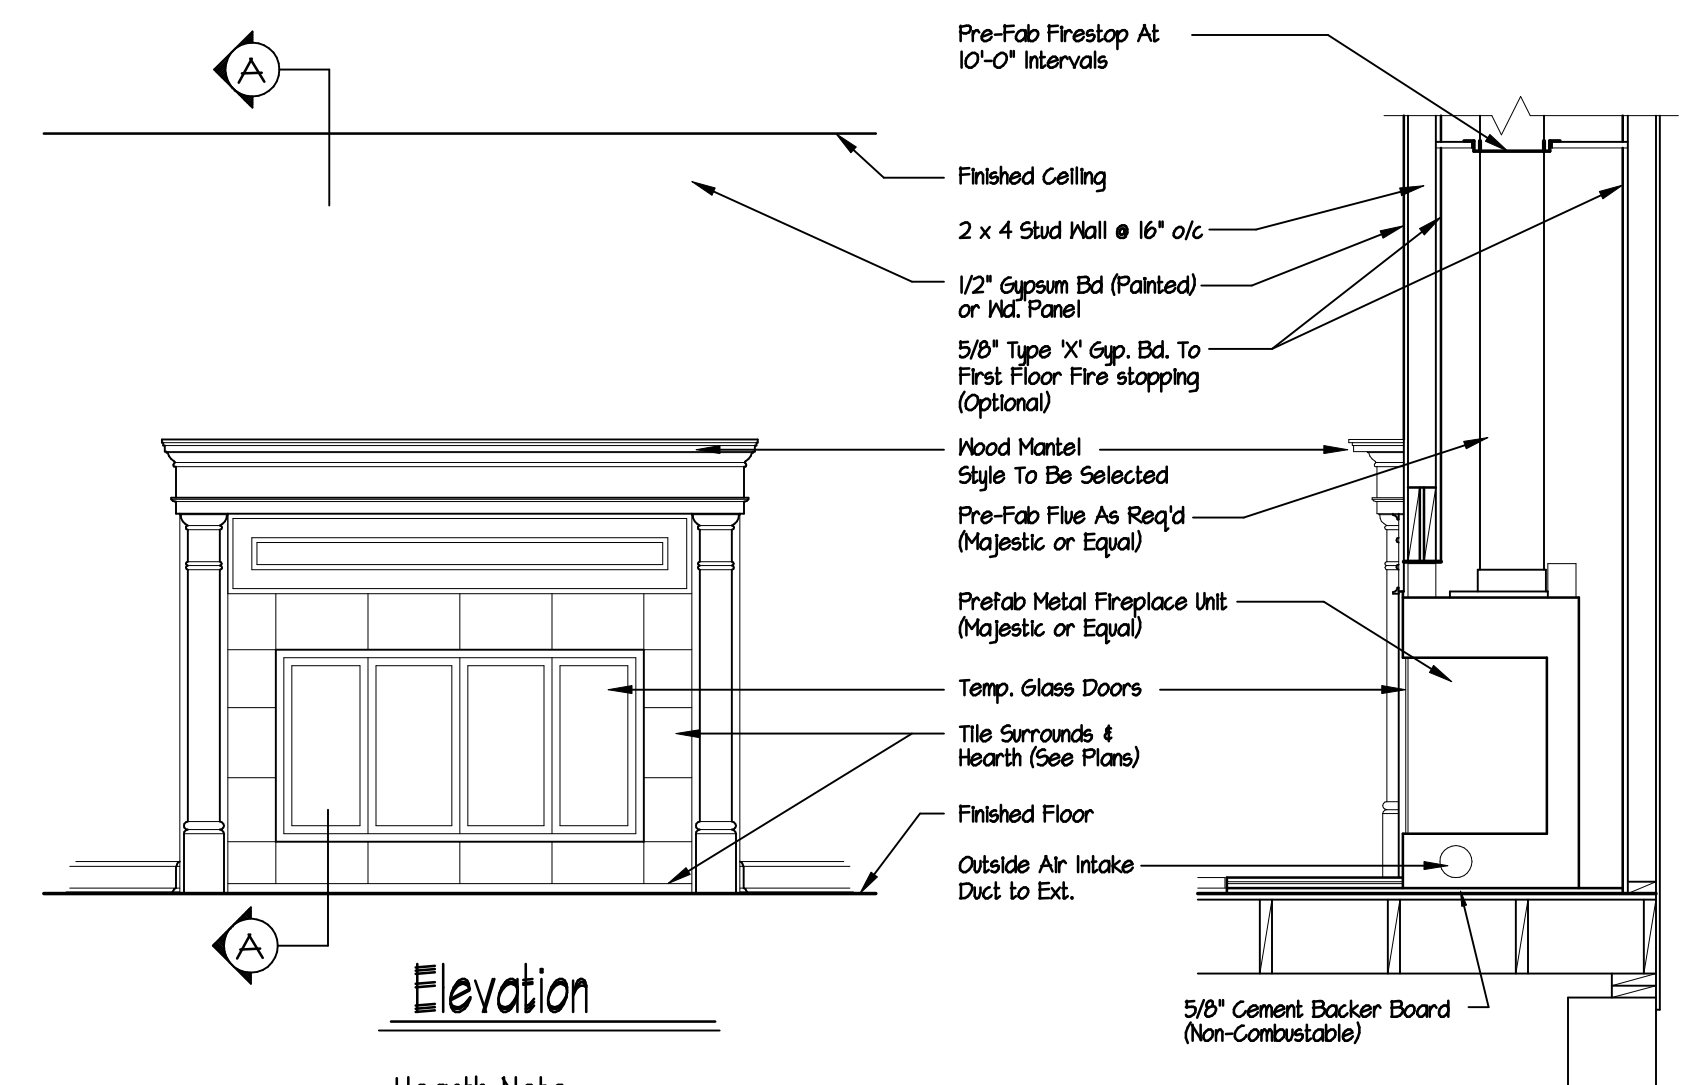 A
Pre-Fab Firestop At
10'-0" Intervals
Finished Ceiling
2 x 4 Stud Wall @ 16" o/c
1/2" Gypsum Bd (Painted)
or Wd. Panel
5/8" Type 'X' Gyp. Bd. To
First Floor Fire stopping
(Optional)
Wood Mantel
Style To Be Selected
Pre-Fab Flue As Req'd
(Majestic or Equal)
Prefab Metal Fireplace Unit
(Majestic or Equal)
Temp. Glass Doors
Tile Surrounds &
Hearth (See Plans)
Finished Floor
Outside Air Intake
Duct to Ext.
A
Elevation
5/8" Cement Backer Board
(Non-Combustable)
Hearth Note